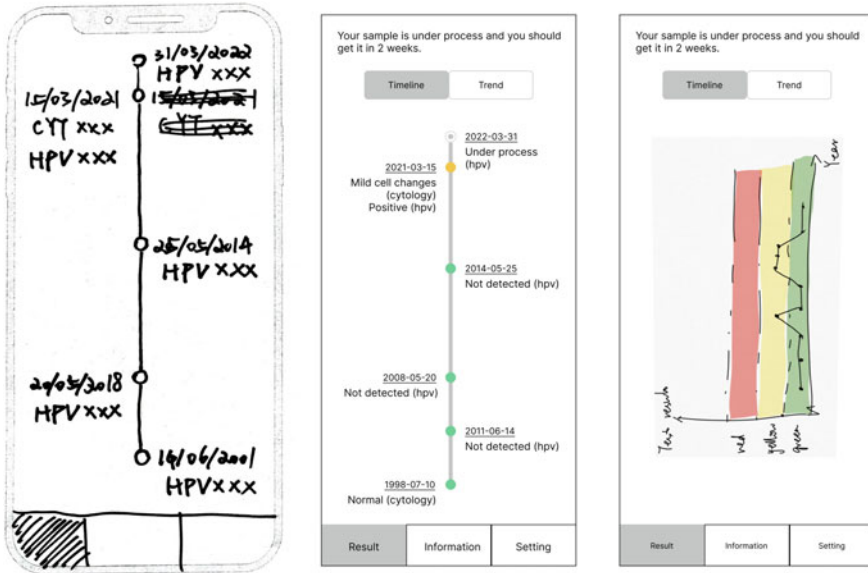 31/03/2022
HPV xxx
15/03/2021
CYT xxx
HPV xxx
25/05/2014
HPV xxx
20/05/2018
HPV xxx
14/06/2001
HPV xxx
Your sample is under process and you should
get it in 2 weeks.
Timeline
Trend
2022-03-31
Under process
(hpv)
2021-03-15
Mild cell changes
(cytology)
Positive (hpv)
2014-05-25
Not detected (hpv)
2008-05-20
Not detected (hpv)
2011-06-14
Not detected (hpv)
1998-07-10
Normal (cytology)
Result
Information
Setting
Your sample is under process and you should
get it in 2 weeks.
Timeline
Trend
Year
Test results
red
yellow
green
Result
Information
Setting